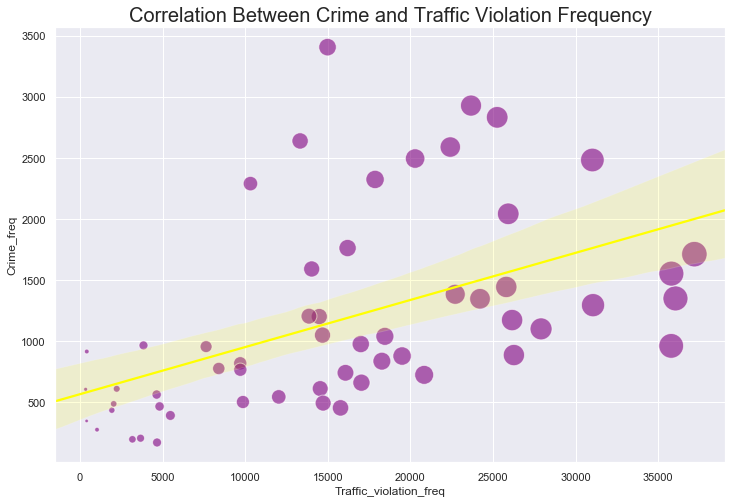 Correlation Between Crime and Traffic Violation Frequency
3500
3000
2500
2000
1500
1000
500
Crime_freq
0 5000 10000 15000 20000 25000 30000 35000
Traffic_violation_freq